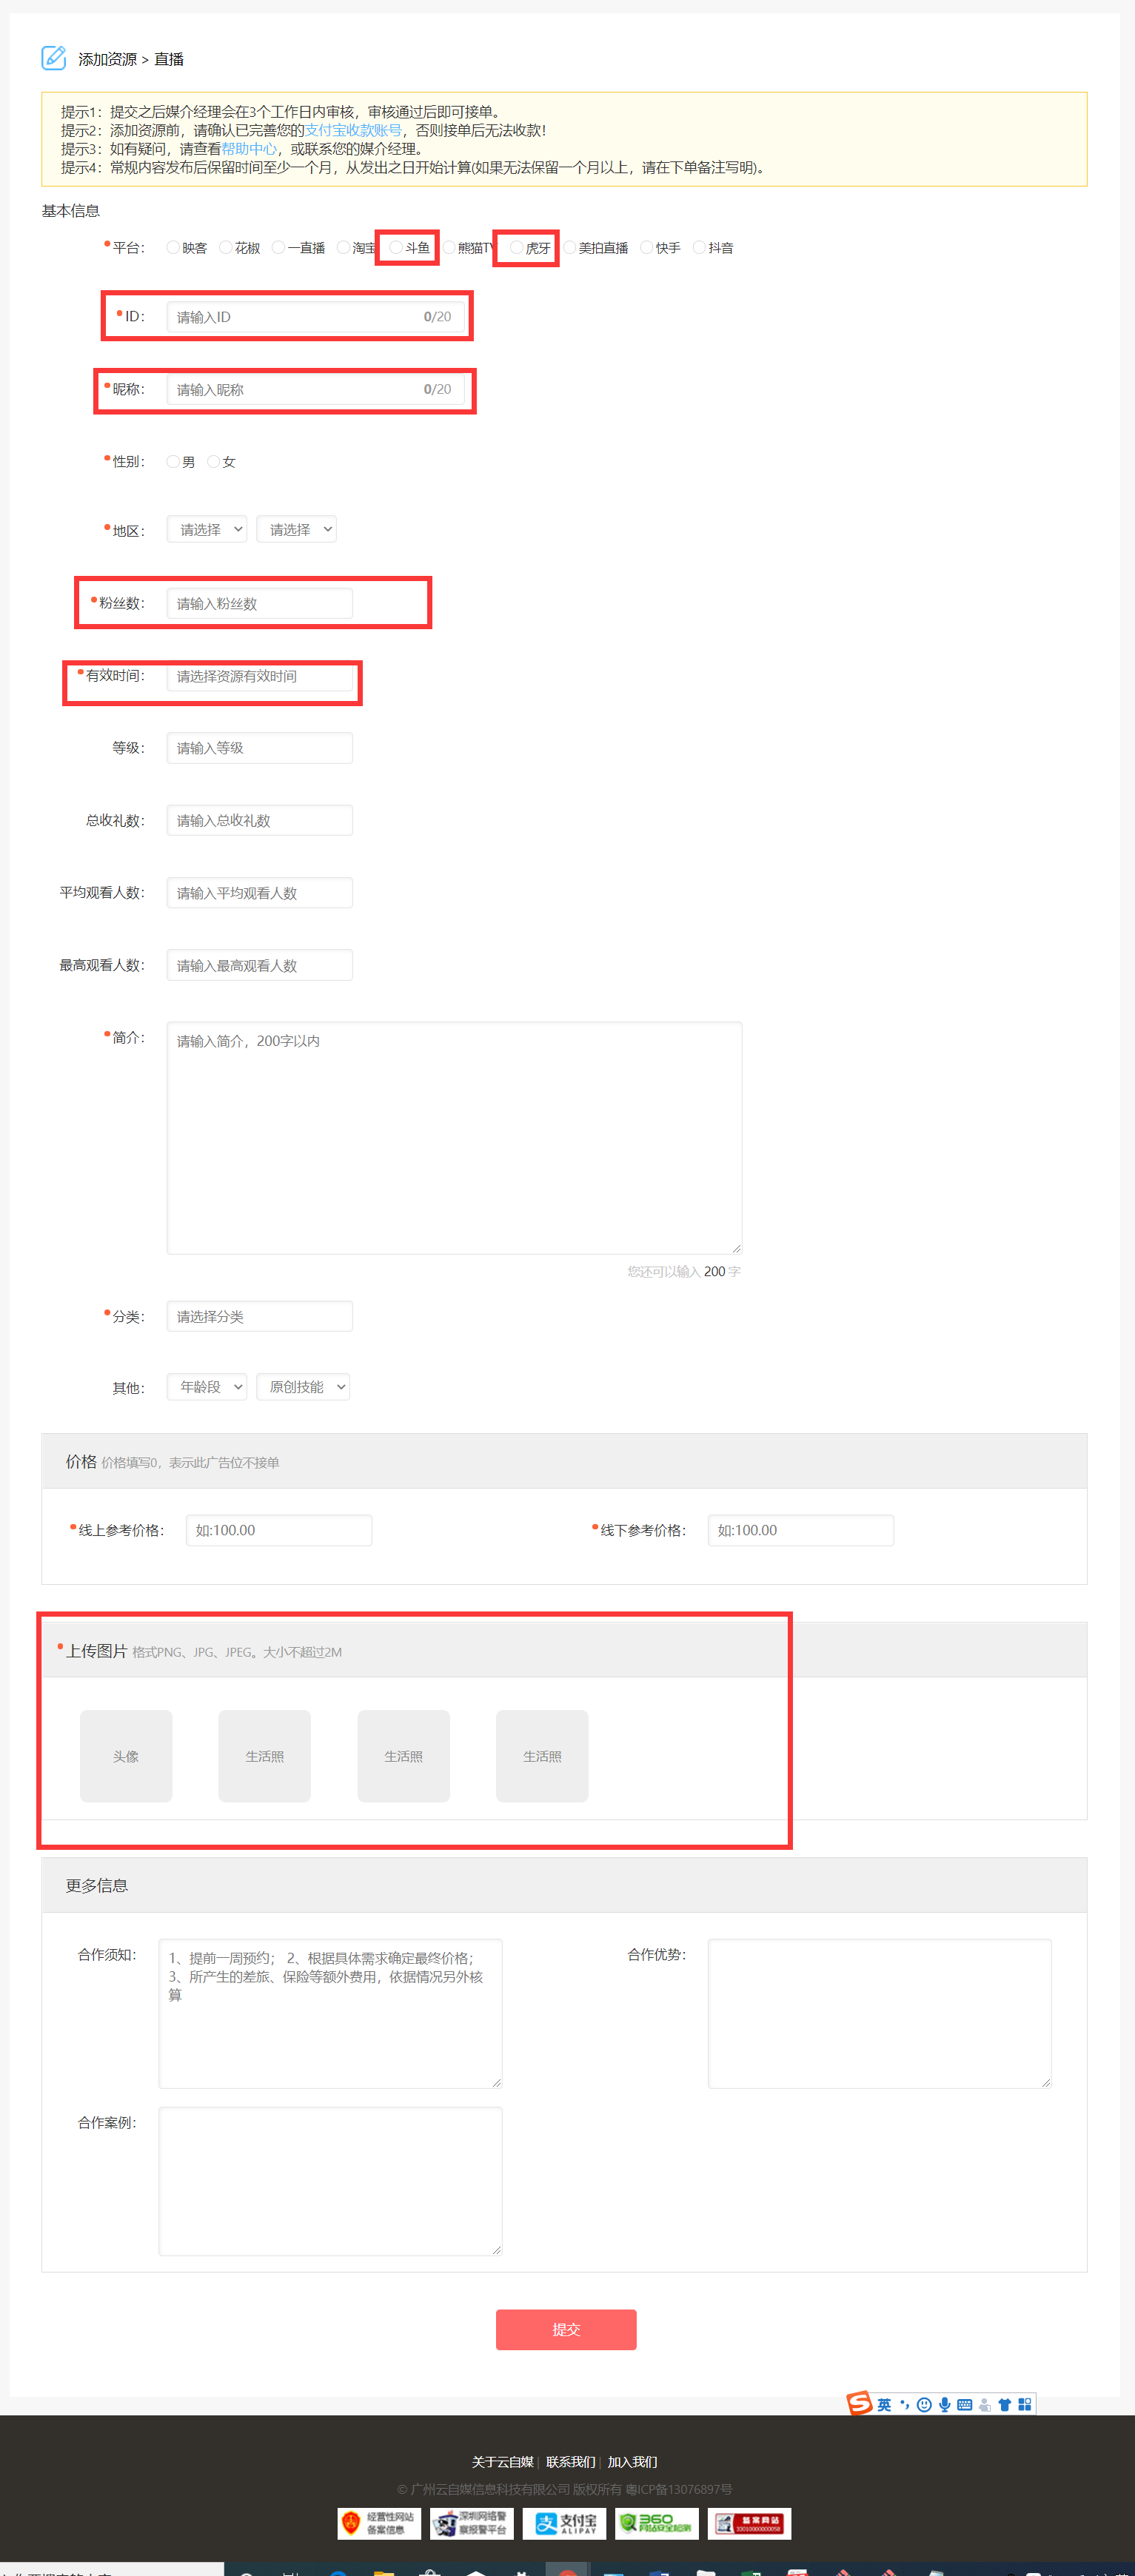 添加资源 > 直播
提示1：提交之后媒介经理会在3个工作日内审核，审核通过后即可接单。
提示2：添加资源前，请确认已完善您的支付宝收款账号，否则接单后无法收款！
提示3：如有疑问，请查看帮助中心，或联系您的媒介经理。
提示4：常规内容发布后保留时间至少一个月，从发出之日开始计算(如果无法保留一个月以上，请在下单备注写明)。
基本信息
平台： 映客 花椒 一直播 淘宝 斗鱼 熊猫TV 虎牙 美拍直播 快手 抖音
ID： 请输入ID 0/20
昵称： 请输入昵称 0/20
性别： 男 女
地区： 请选择 请选择
粉丝数： 请输入粉丝数
有效时间： 请选择资源有效时间
等级： 请输入等级
总收礼数： 请输入总收礼数
平均观看人数： 请输入平均观看人数
最高观看人数： 请输入最高观看人数
简介： 请输入简介，200字以内
您还可以输入 200 字
分类： 请选择分类
其他： 年龄段 原创技能
价格 价格填写0，表示此广告位不接单
线上参考价格： 如:100.00 线下参考价格： 如:100.00
上传图片 格式PNG、JPG、JPEG。大小不超过2M
头像 生活照 生活照 生活照
更多信息
合作须知： 1、提前一周预约； 2、根据具体需求确定最终价格； 合作优势：
3、所产生的差旅、保险等额外费用，依据情况另外核
算
合作案例：
提交
英
关于云自媒 | 联系我们 | 加入我们
© 广州云自媒信息科技有限公司 版权所有 粤ICP备13076897号
经营性网站 深圳网络警 支付宝 360 备案网站
备案信息 察报警平台 ALIPAY 网站安全检测